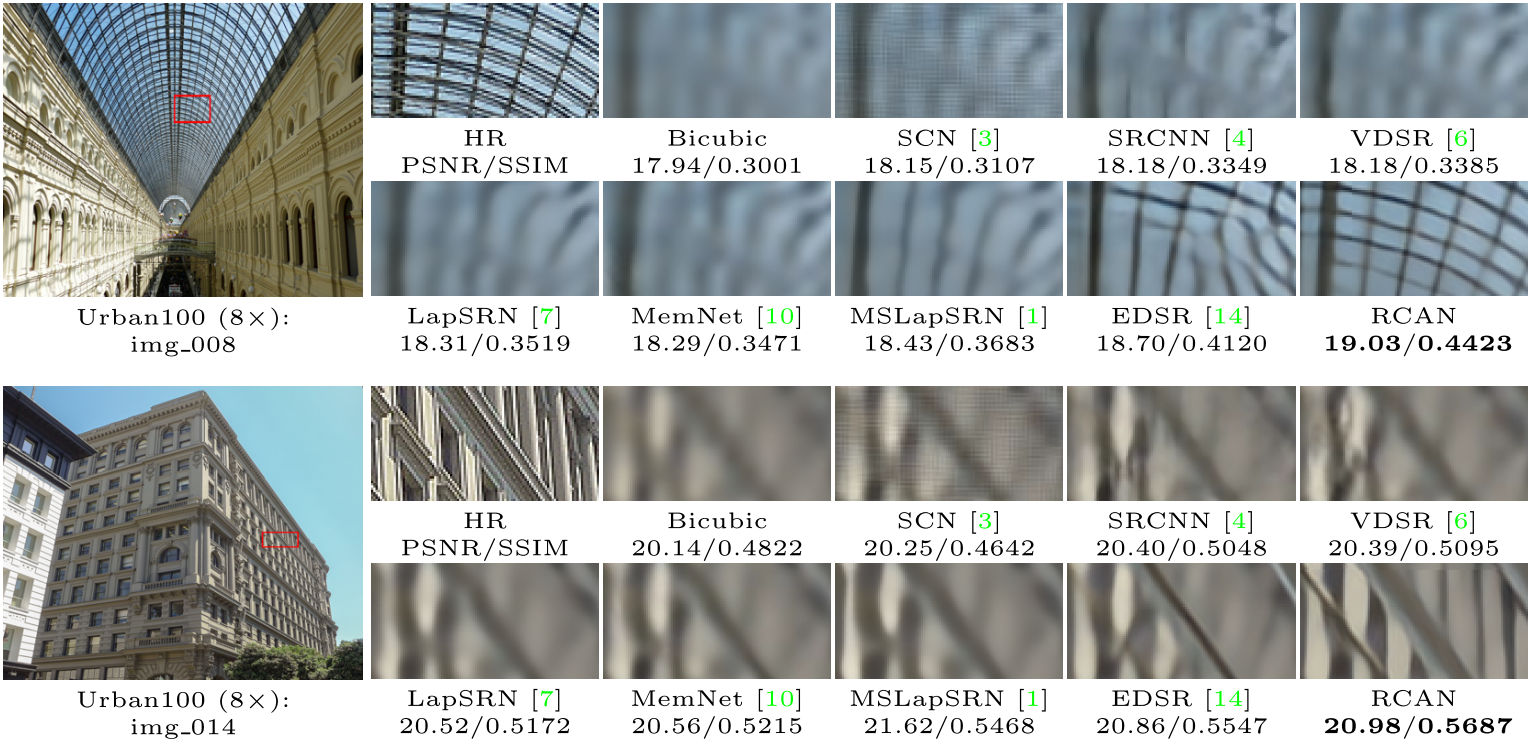 HR Bicubic SCN [3] SRCNN [4] VDSR [6]
PSNR/SSIM 17.94/0.3001 18.15/0.3107 18.18/0.3349 18.18/0.3385
Urban100 (8×): LapSRN [7] MemNet [10] MSLapSRN [1] EDSR [14] RCAN
img_008 18.31/0.3519 18.29/0.3471 18.43/0.3683 18.70/0.4120 19.03/0.4423
HR Bicubic SCN [3] SRCNN [4] VDSR [6]
PSNR/SSIM 20.14/0.4822 20.25/0.4642 20.40/0.5048 20.39/0.5095
Urban100 (8×): LapSRN [7] MemNet [10] MSLapSRN [1] EDSR [14] RCAN
img_014 20.52/0.5172 20.56/0.5215 21.62/0.5468 20.86/0.5547 20.98/0.5687